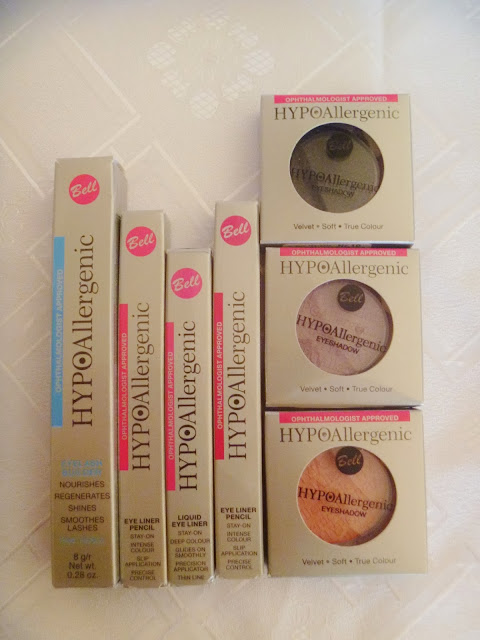 Bell
OPHTHALMOLOGIST APPROVED
HYPOAllergenic
NOURISHES
REGENERATES
SHINES
SMOOTHES
LASHES
8 g/℮
Net wt.
0.28 oz.
Bell
OPHTHALMOLOGIST APPROVED
HYPOAllergenic
EYE LINER
PENCIL
STAY-ON
INTENSE
COLOUR
SLIP
APPLICATION
PRECISE
CONTROL
Bell
OPHTHALMOLOGIST APPROVED
HYPOAllergenic
LIQUID
EYE LINER
STAY-ON
DEEP COLOUR
GLIDES ON
SMOOTHLY
PRECISION
APPLICATOR
THIN LINE
Bell
OPHTHALMOLOGIST APPROVED
HYPOAllergenic
EYE LINER
PENCIL
STAY-ON
INTENSE
COLOUR
SLIP
APPLICATION
PRECISE
CONTROL
OPHTHALMOLOGIST APPROVED
HYPOAllergenic
Bell
HYPOAllergenic
EYESHADOW
Velvet • Soft • True Colour
OPHTHALMOLOGIST APPROVED
HYPOAllergenic
Bell
HYPOAllergenic
EYESHADOW
Velvet • Soft • True Colour
OPHTHALMOLOGIST APPROVED
HYPOAllergenic
Bell
HYPOAllergenic
EYESHADOW
Velvet • Soft • True Colour